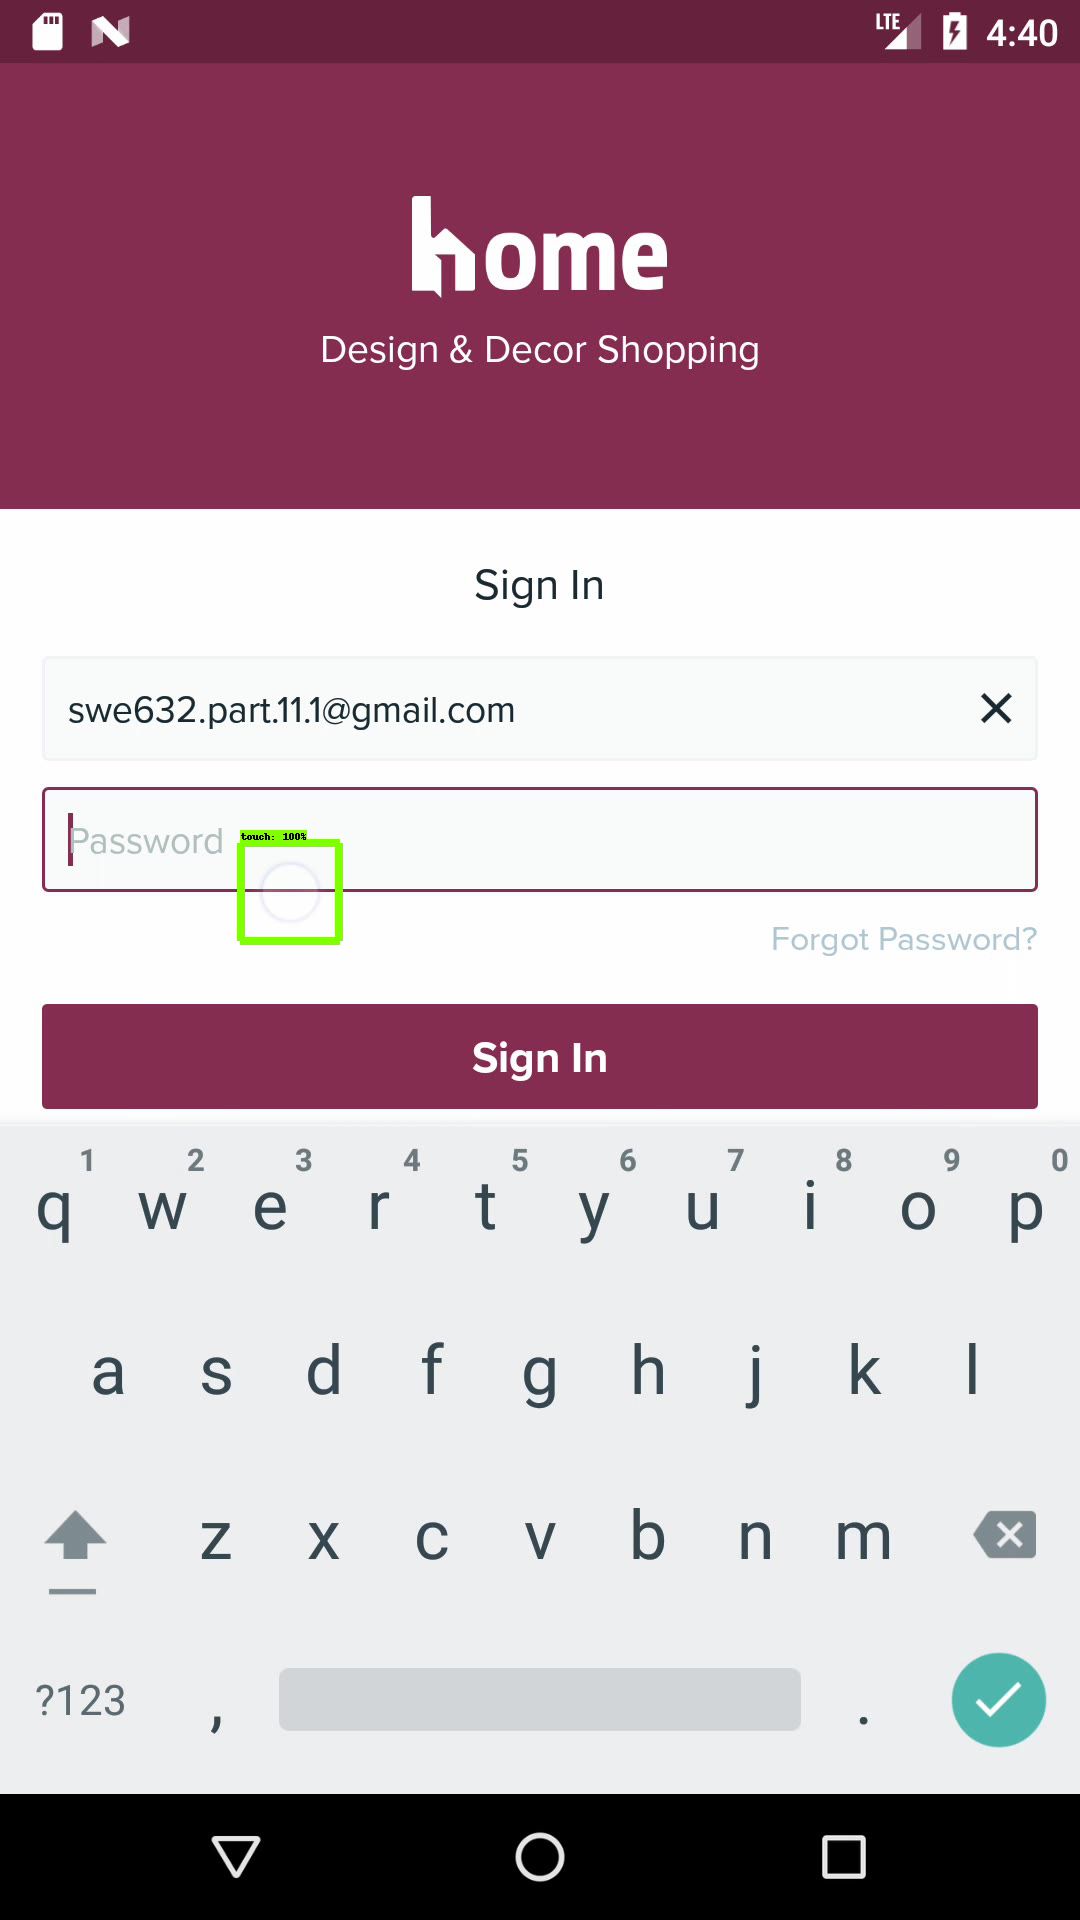 LTE 4:40
home
Design & Decor Shopping
Sign In
swe632.part.11.1@gmail.com
Password
touch: 100%
Forgot Password?
Sign In
1 2 3 4 5 6 7 8 9 0
q w e r t y u i o p
a s d f g h j k l
z x c v b n m
?123 , .